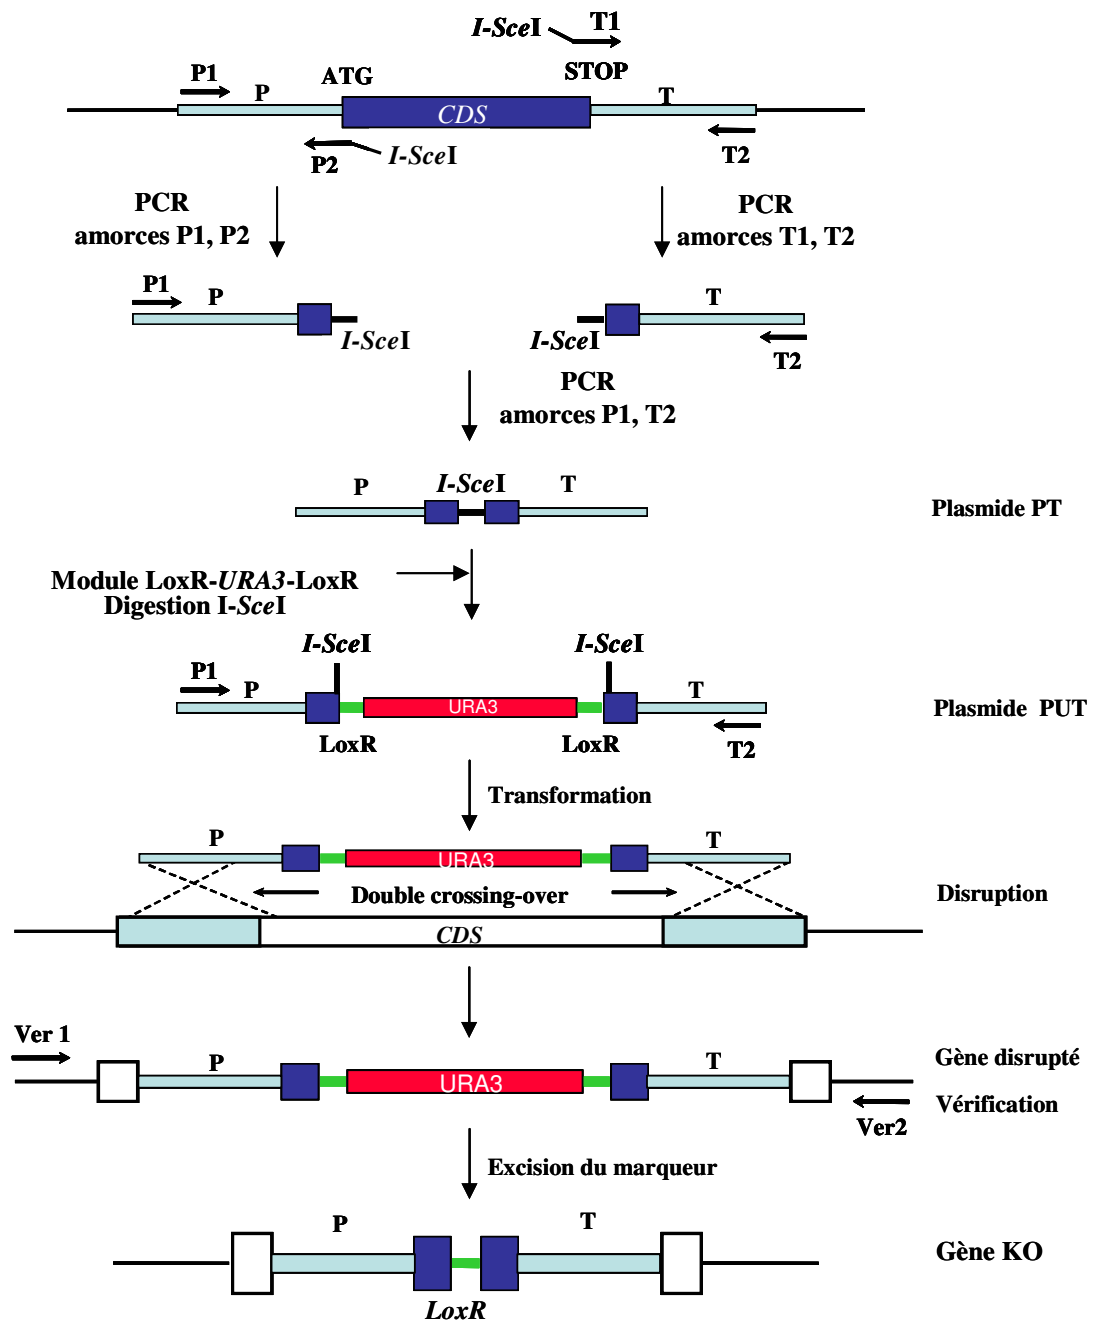 I-SceI
T1
P1
P
ATG
STOP
T
CDS
P2
I-SceI
T2
PCR
amorces P1, P2
PCR
amorces T1, T2
P1
P
T
I-SceI
I-SceI
T2
PCR
amorces P1, T2
P
I-SceI
T
Plasmide PT
Module LoxR-URA3-LoxR
Digestion I-SceI
I-SceI
I-SceI
P1
P
T
URA3
Plasmide PUT
LoxR
LoxR
T2
Transformation
P
T
URA3
Double crossing-over
Disruption
CDS
Ver 1
P
T
Gène disrupté
URA3
Vérification
Ver2
Excision du marqueur
P
T
Gène KO
LoxR